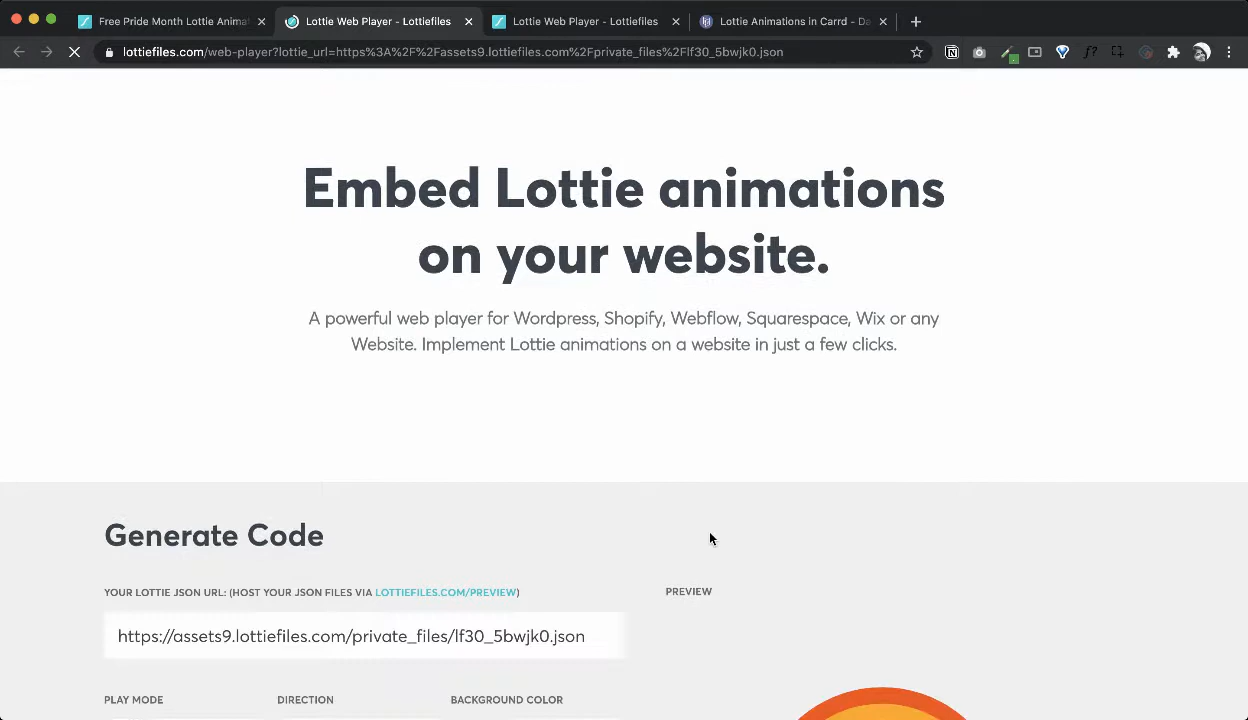 Free Pride Month Lottie Animat
Lottie Web Player - Lottiefiles
Lottie Web Player - Lottiefiles
Lottie Animations in Carrd - Da
lottiefiles.com/web-player?lottie_url=https%3A%2F%2Fassets9.lottiefiles.com%2Fprivate_files%2Flf30_5bwjk0.json
Embed Lottie animations
on your website.
A powerful web player for Wordpress, Shopify, Webflow, Squarespace, Wix or any
Website. Implement Lottie animations on a website in just a few clicks.
Generate Code
YOUR LOTTIE JSON URL: (HOST YOUR JSON FILES VIA LOTTIEFILES.COM/PREVIEW)
PREVIEW
https://assets9.lottiefiles.com/private_files/lf30_5bwjk0.json
PLAY MODE
DIRECTION
BACKGROUND COLOR